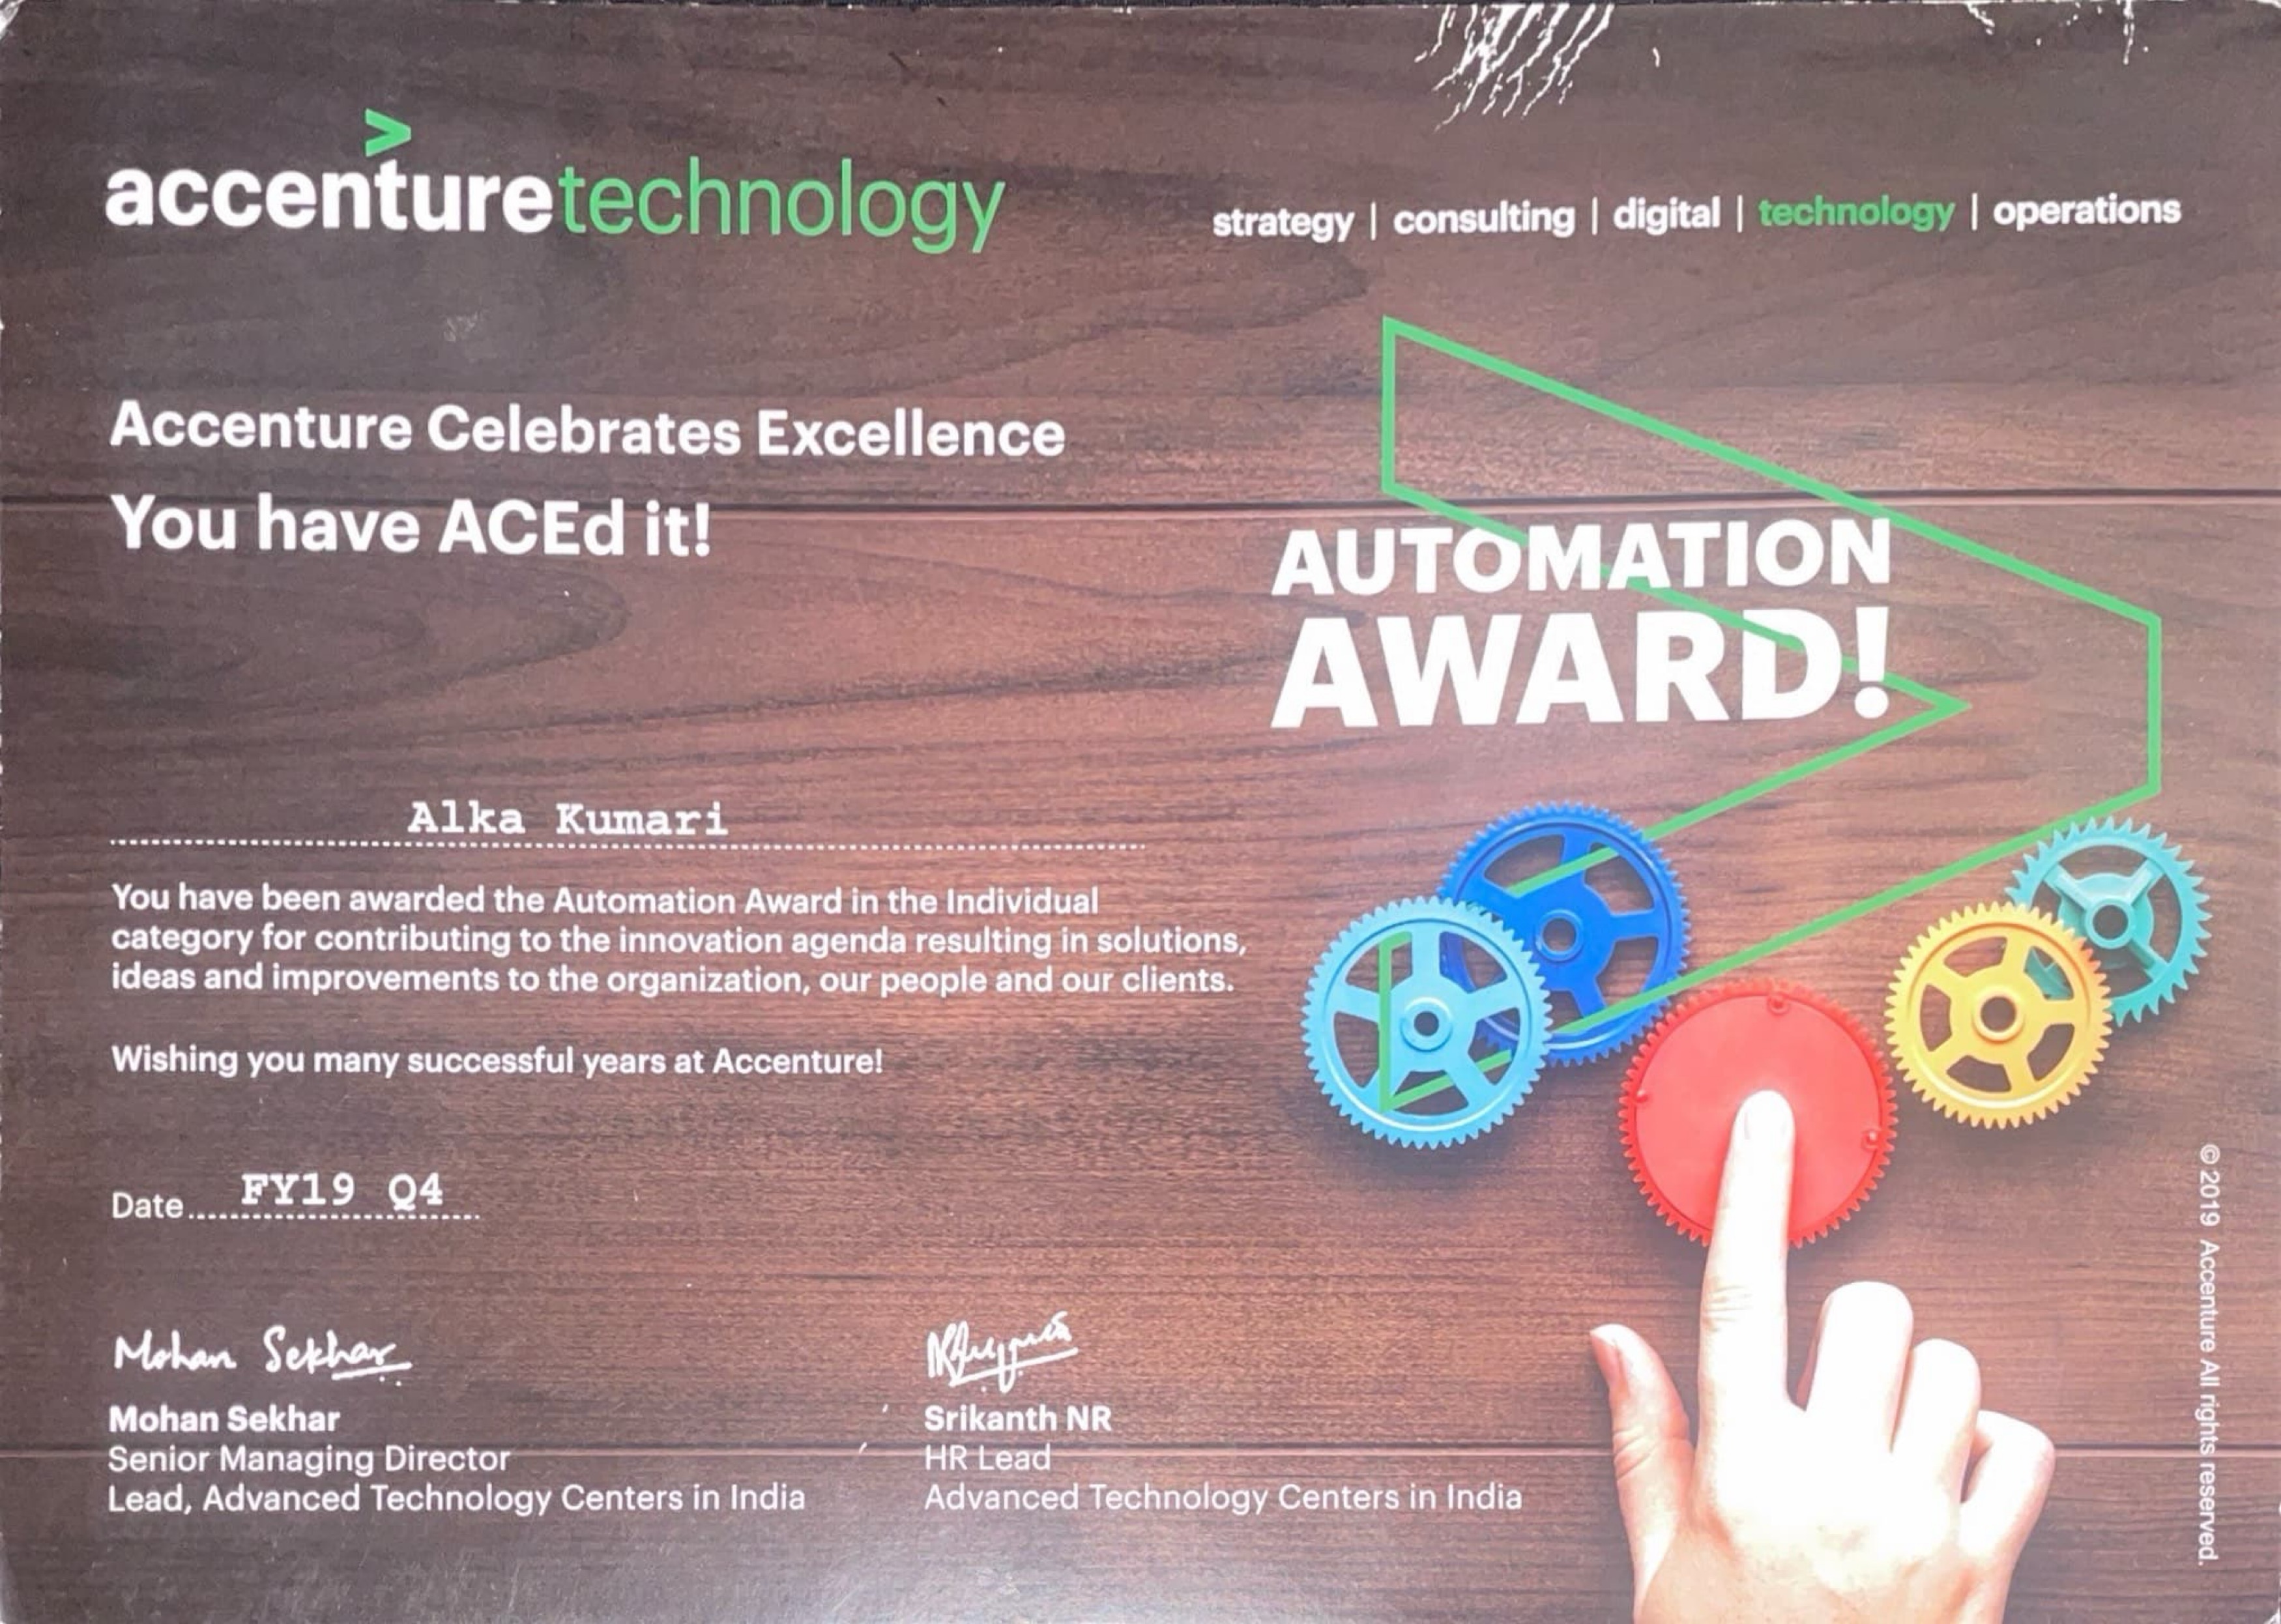 >
accenturetechnology
strategy | consulting | digital | technology | operations
Accenture Celebrates Excellence
You have ACEd it!
AUTOMATION
AWARD!
Alka Kumari
You have been awarded the Automation Award in the Individual
category for contributing to the innovation agenda resulting in solutions,
ideas and improvements to the organization, our people and our clients.
Wishing you many successful years at Accenture!
Date FY19 Q4
Mohan Sekhar
Mohan Sekhar
Senior Managing Director
Lead, Advanced Technology Centers in India
Srikanth NR
HR Lead
Advanced Technology Centers in India
© 2019 Accenture All rights reserved.